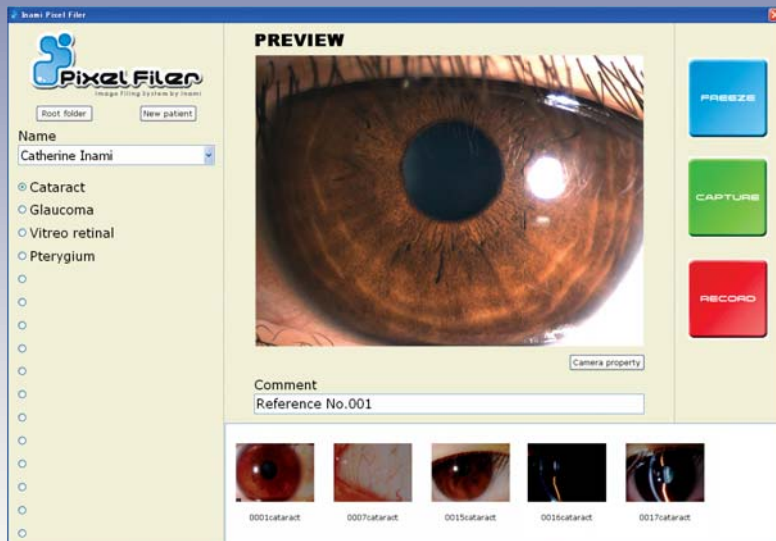 Inami Pixel Filer
Pixel Filer
Image Filing System by Inami
Root folder
New patient
Name
Catherine Inami
Cataract
Glaucoma
Vitreo retinal
Pterygium
PREVIEW
Camera property
Comment
Reference No.001
0001cataract
0007cataract
0015cataract
0016cataract
0017cataract
FREEZE
CAPTURE
RECORD